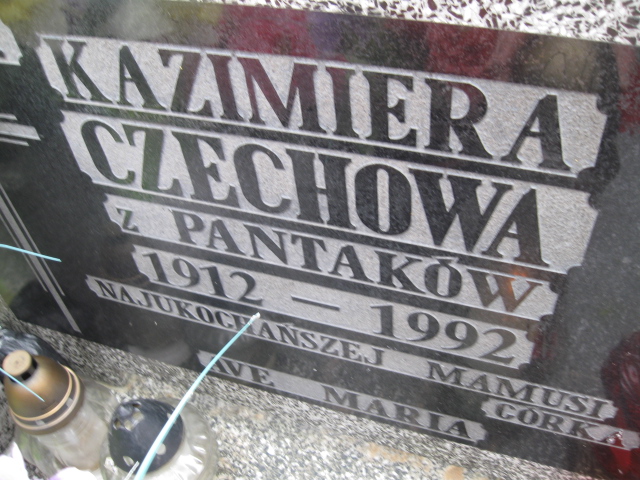 KAZIMIERA
CZECHOWA
Z PANTAKÓW
1912 — 1992
NAJUKOCHAŃSZEJ MAMUSI
AVE MARIA CÓRKA